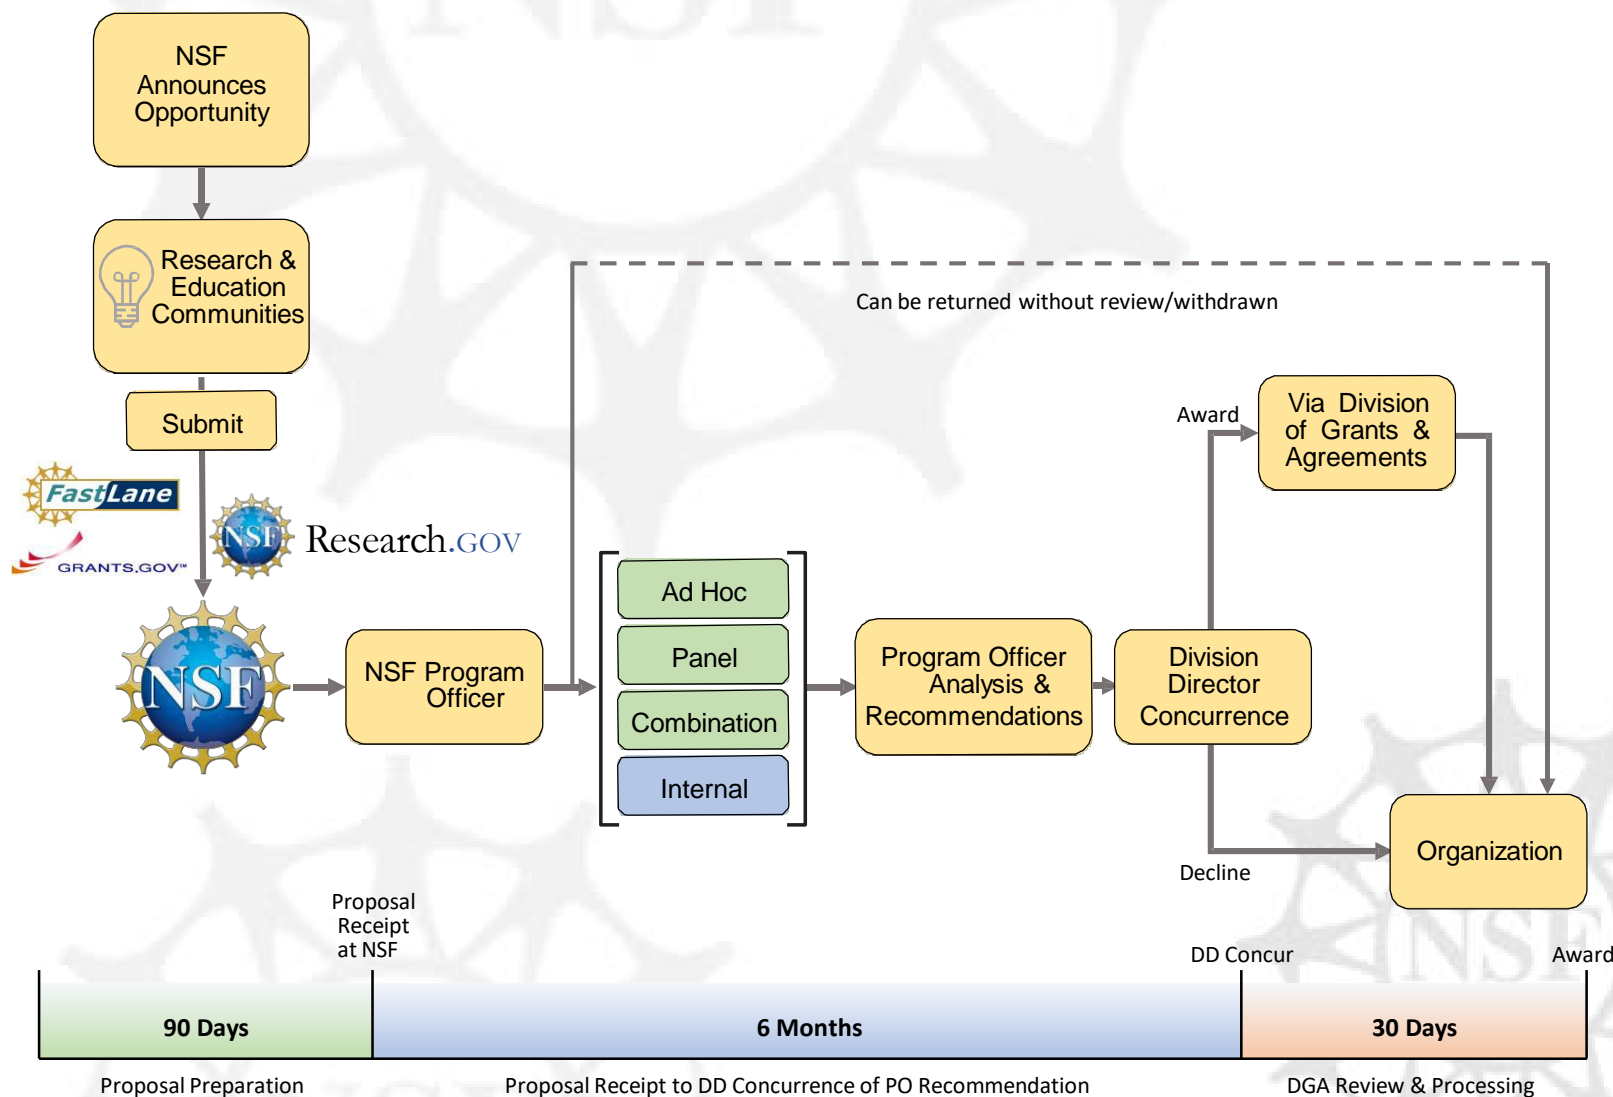 NSF
Announces
Opportunity
Research &
Education
Communities
Submit
FastLane
GRANTS.GOV℠
NSF
Research.GOV
NSF
NSF Program
Officer
Can be returned without review/withdrawn
Ad Hoc
Panel
Combination
Internal
Program Officer
Analysis &
Recommendations
Division
Director
Concurrence
Award
Via Division
of Grants &
Agreements
Decline
Organization
Proposal
Receipt
at NSF
DD Concur
Award
90 Days
6 Months
30 Days
Proposal Preparation
Proposal Receipt to DD Concurrence of PO Recommendation
DGA Review & Processing
NSF
NSF